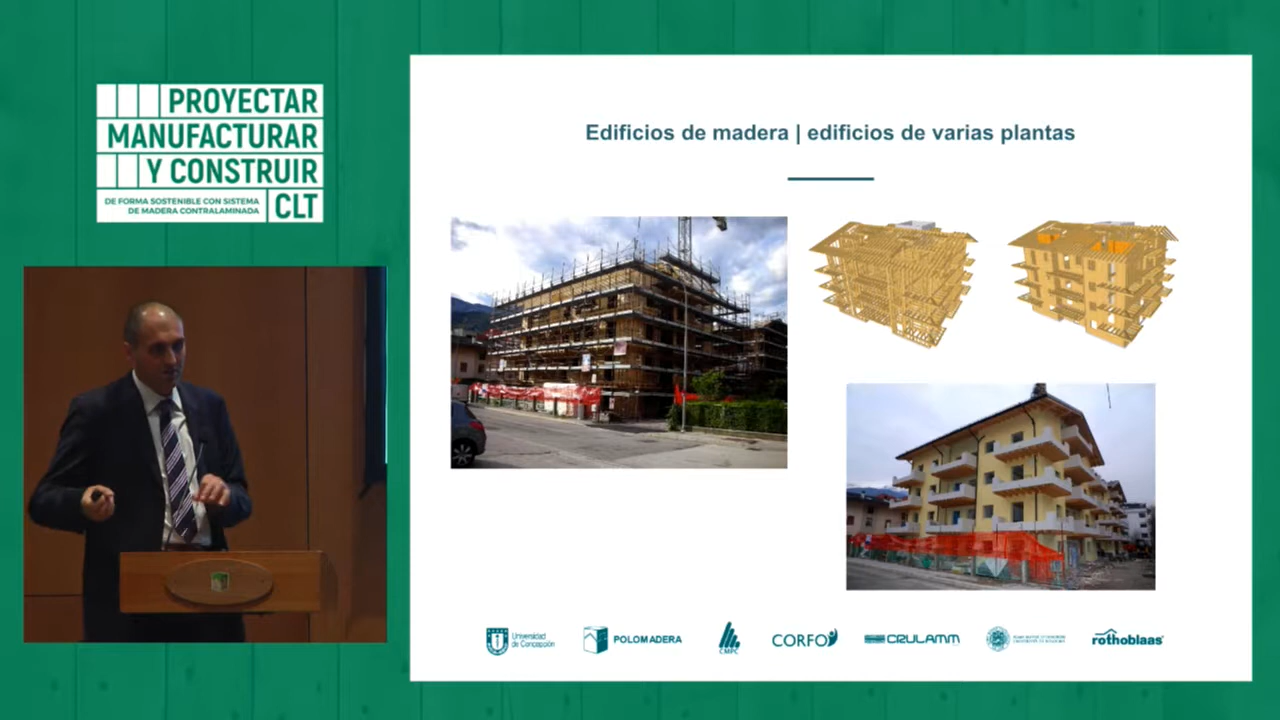 PROYECTAR
MANUFACTURAR
Y CONSTRUIR
DE FORMA SOSTENIBLE CON SISTEMA
DE MADERA CONTRALAMINADA
CLT
Edificios de madera | edificios de varias plantas
Universidad
de Concepción
POLOMADERA
CMPC
CORFO
CRULAMM
rothoblaas